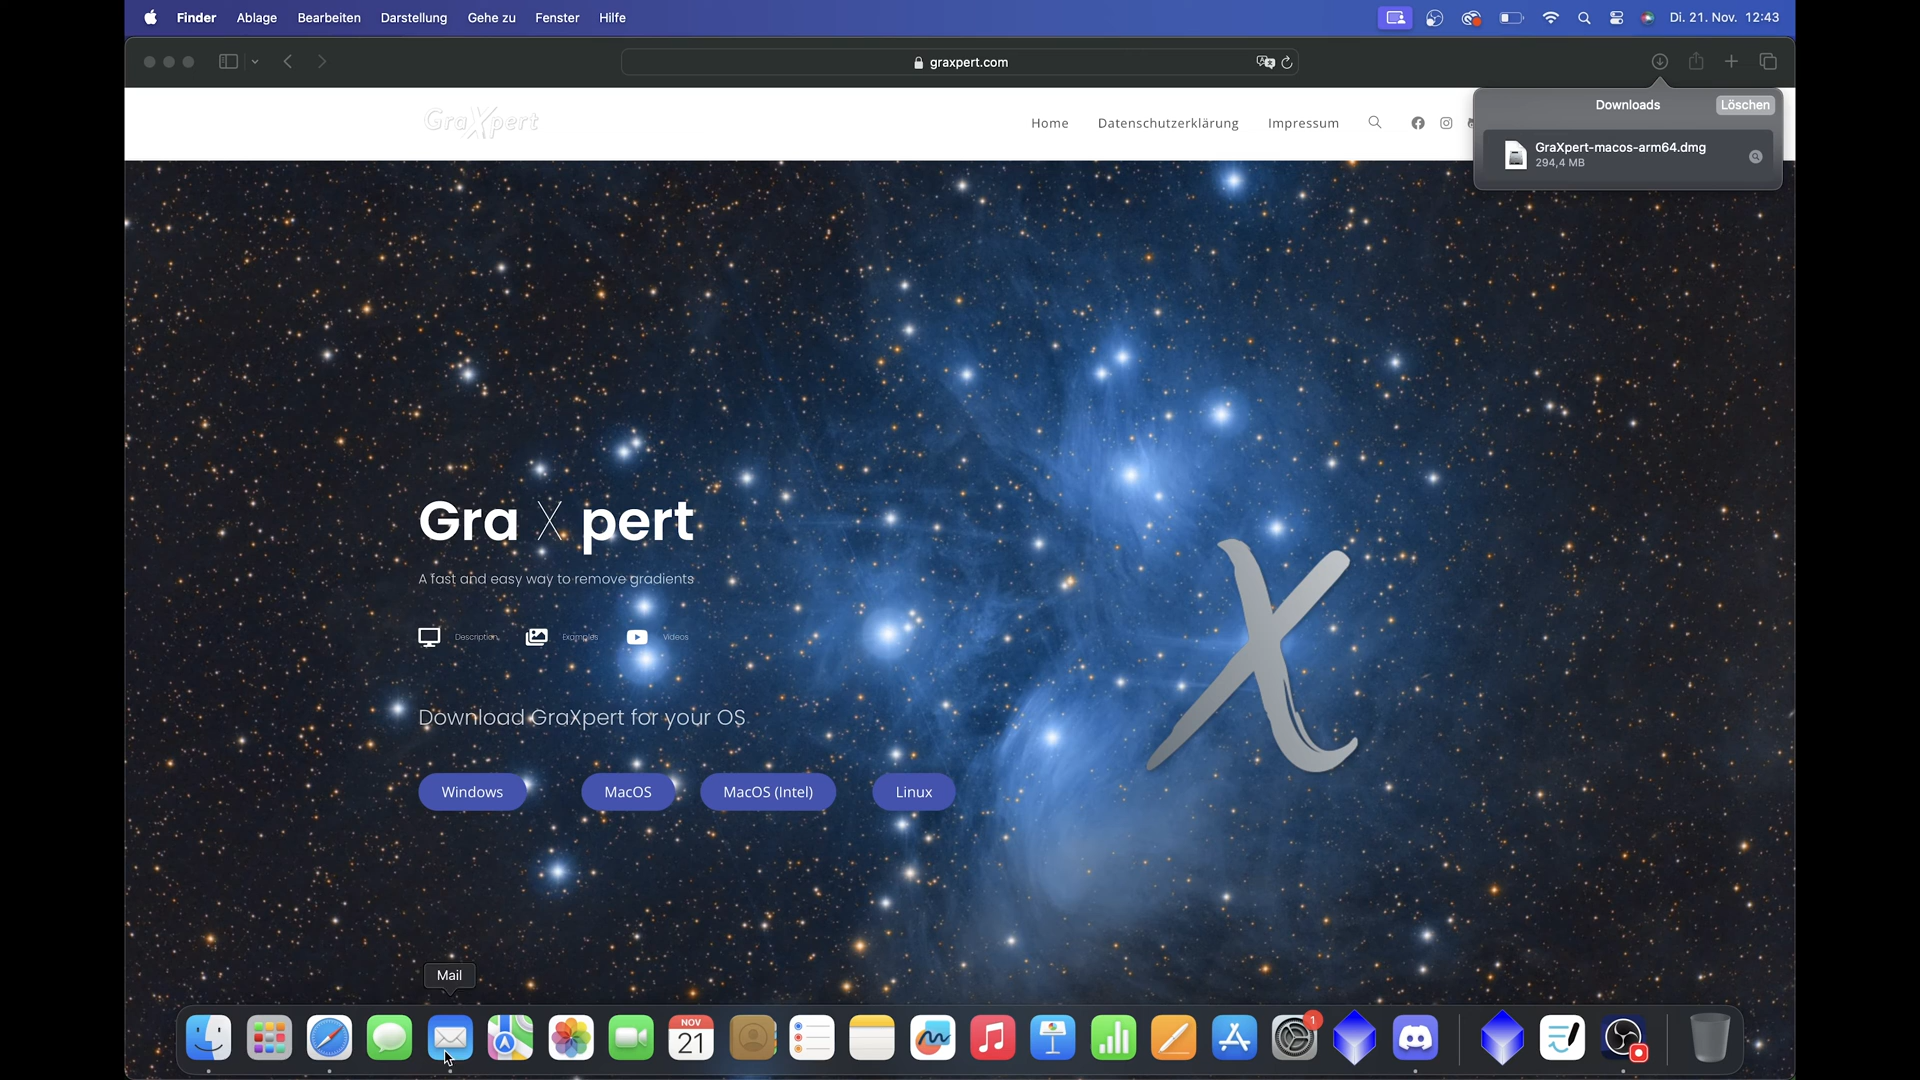 Finder Ablage Bearbeiten Darstellung Gehe zu Fenster Hilfe Di. 21. Nov. 12:43
graxpert.com
Downloads Löschen
GraXpert-macos-arm64.dmg
294,4 MB
GraXpert Home Datenschutzerklärung Impressum
Gra X pert
A fast and easy way to remove gradients
Description Examples Videos
Download GraXpert for your OS
Windows MacOS MacOS (Intel) Linux
X
Mail
NOV
21
1